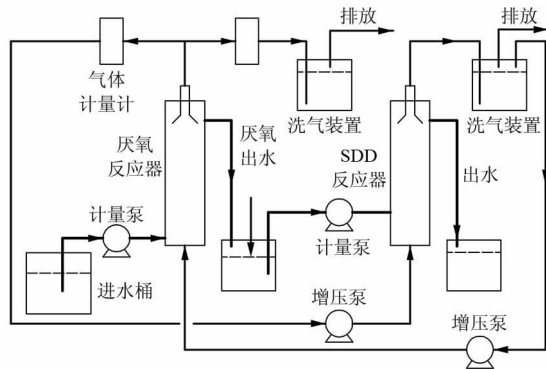 排放
排放
气体
计量计
洗气装置
洗气装置
厌氧
反应器
厌氧
出水
SDD
反应器
出水
计量泵
计量泵
进水桶
增压泵
增压泵